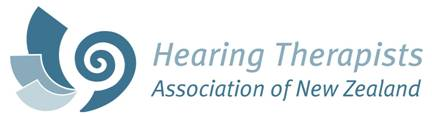 Hearing Therapists
Association of New Zealand